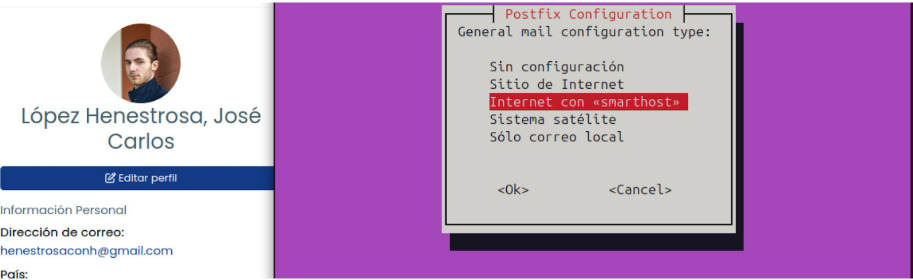 López Henestrosa, José
Carlos
Editar perfil
Información Personal
Dirección de correo:
henestrosaconh@gmail.com
País:
Postfix Configuration
General mail configuration type:
Sin configuración
Sitio de Internet
Internet con «smarthost»
Sistema satélite
Sólo correo local
<Ok> <Cancel>